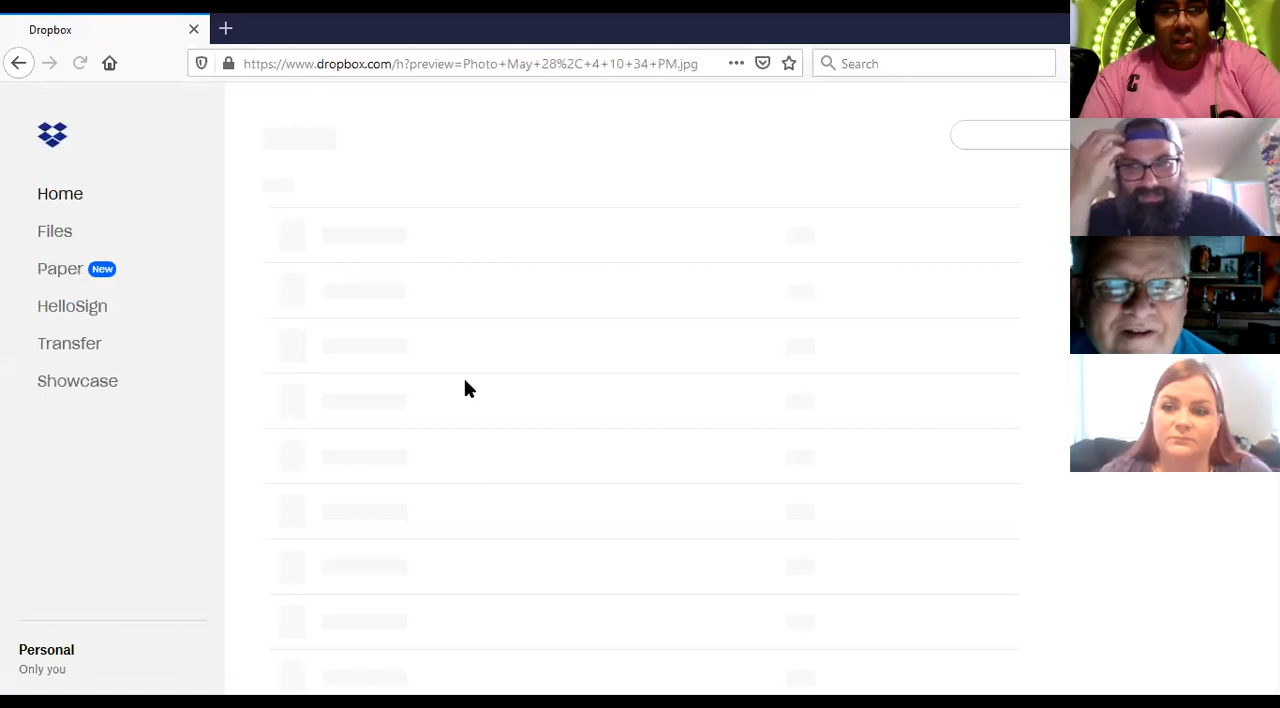 Dropbox
https://www.dropbox.com/h?preview=Photo+May+28%2C+4+10+34+PM.jpg
Search
Home
Files
Paper New
HelloSign
Transfer
Showcase
Personal
Only you